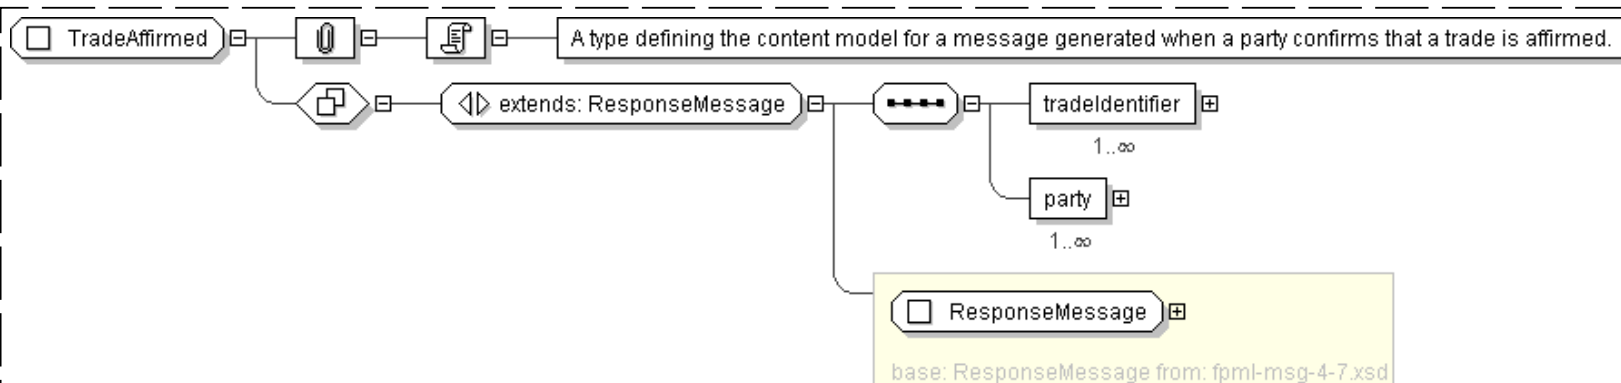 TradeAffirmed
A type defining the content model for a message generated when a party confirms that a trade is affirmed.
extends: ResponseMessage
tradeIdentifier
1..∞
party
1..∞
ResponseMessage
base: ResponseMessage from: fpml-msg-4-7.xsd